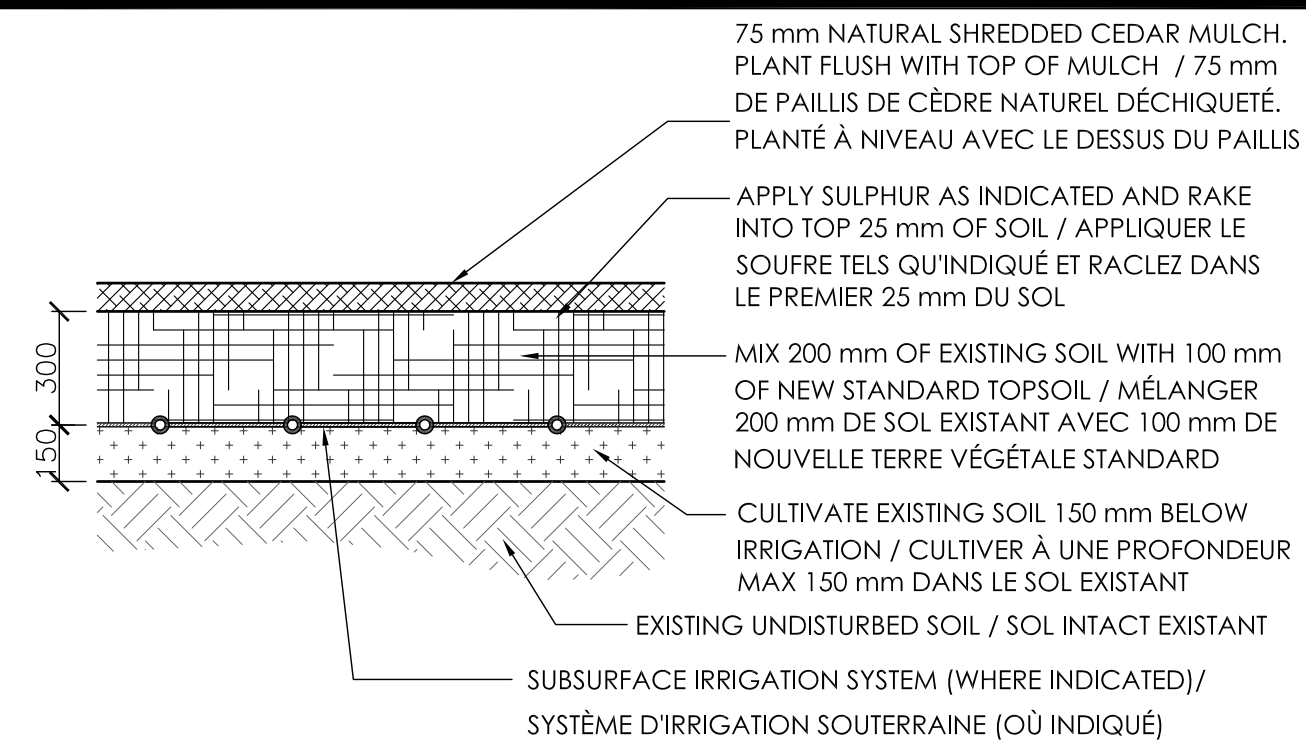 75 mm NATURAL SHREDDED CEDAR MULCH.
PLANT FLUSH WITH TOP OF MULCH / 75 mm
DE PAILLIS DE CÈDRE NATUREL DÉCHIQUETÉ.
PLANTÉ À NIVEAU AVEC LE DESSUS DU PAILLIS
APPLY SULPHUR AS INDICATED AND RAKE
INTO TOP 25 mm OF SOIL / APPLIQUER LE
SOUFRE TELS QU'INDIQUÉ ET RACLEZ DANS
LE PREMIER 25 mm DU SOL
300
MIX 200 mm OF EXISTING SOIL WITH 100 mm
OF NEW STANDARD TOPSOIL / MÉLANGER
200 mm DE SOL EXISTANT AVEC 100 mm DE
NOUVELLE TERRE VÉGÉTALE STANDARD
150
CULTIVATE EXISTING SOIL 150 mm BELOW
IRRIGATION / CULTIVER À UNE PROFONDEUR
MAX 150 mm DANS LE SOL EXISTANT
EXISTING UNDISTURBED SOIL / SOL INTACT EXISTANT
SUBSURFACE IRRIGATION SYSTEM (WHERE INDICATED)/
SYSTÈME D'IRRIGATION SOUTERRAINE (OÙ INDIQUÉ)